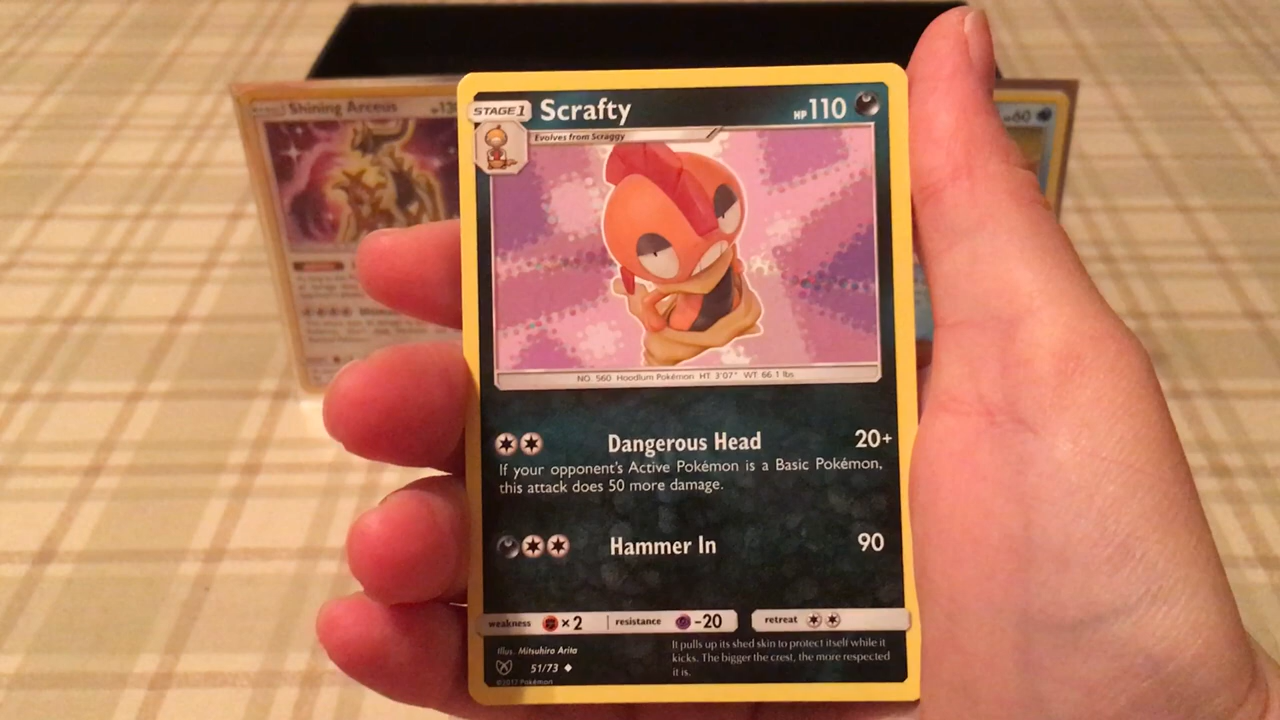 Shining Arceus
STAGE 1 Scrafty HP 110
Evolves from Scraggy
HP 60
NO. 560 Hoodlum Pokémon HT: 3'07" WT: 66.1 lbs
Dangerous Head 20+
If your opponent's Active Pokémon is a Basic Pokémon,
this attack does 50 more damage.
Hammer In 90
weakness ×2 resistance -20 retreat
Illus. Mitsuhiro Arita
51/73
©2017 Pokémon
It pulls up its shed skin to protect itself while it
kicks. The bigger the crest, the more respected
it is.